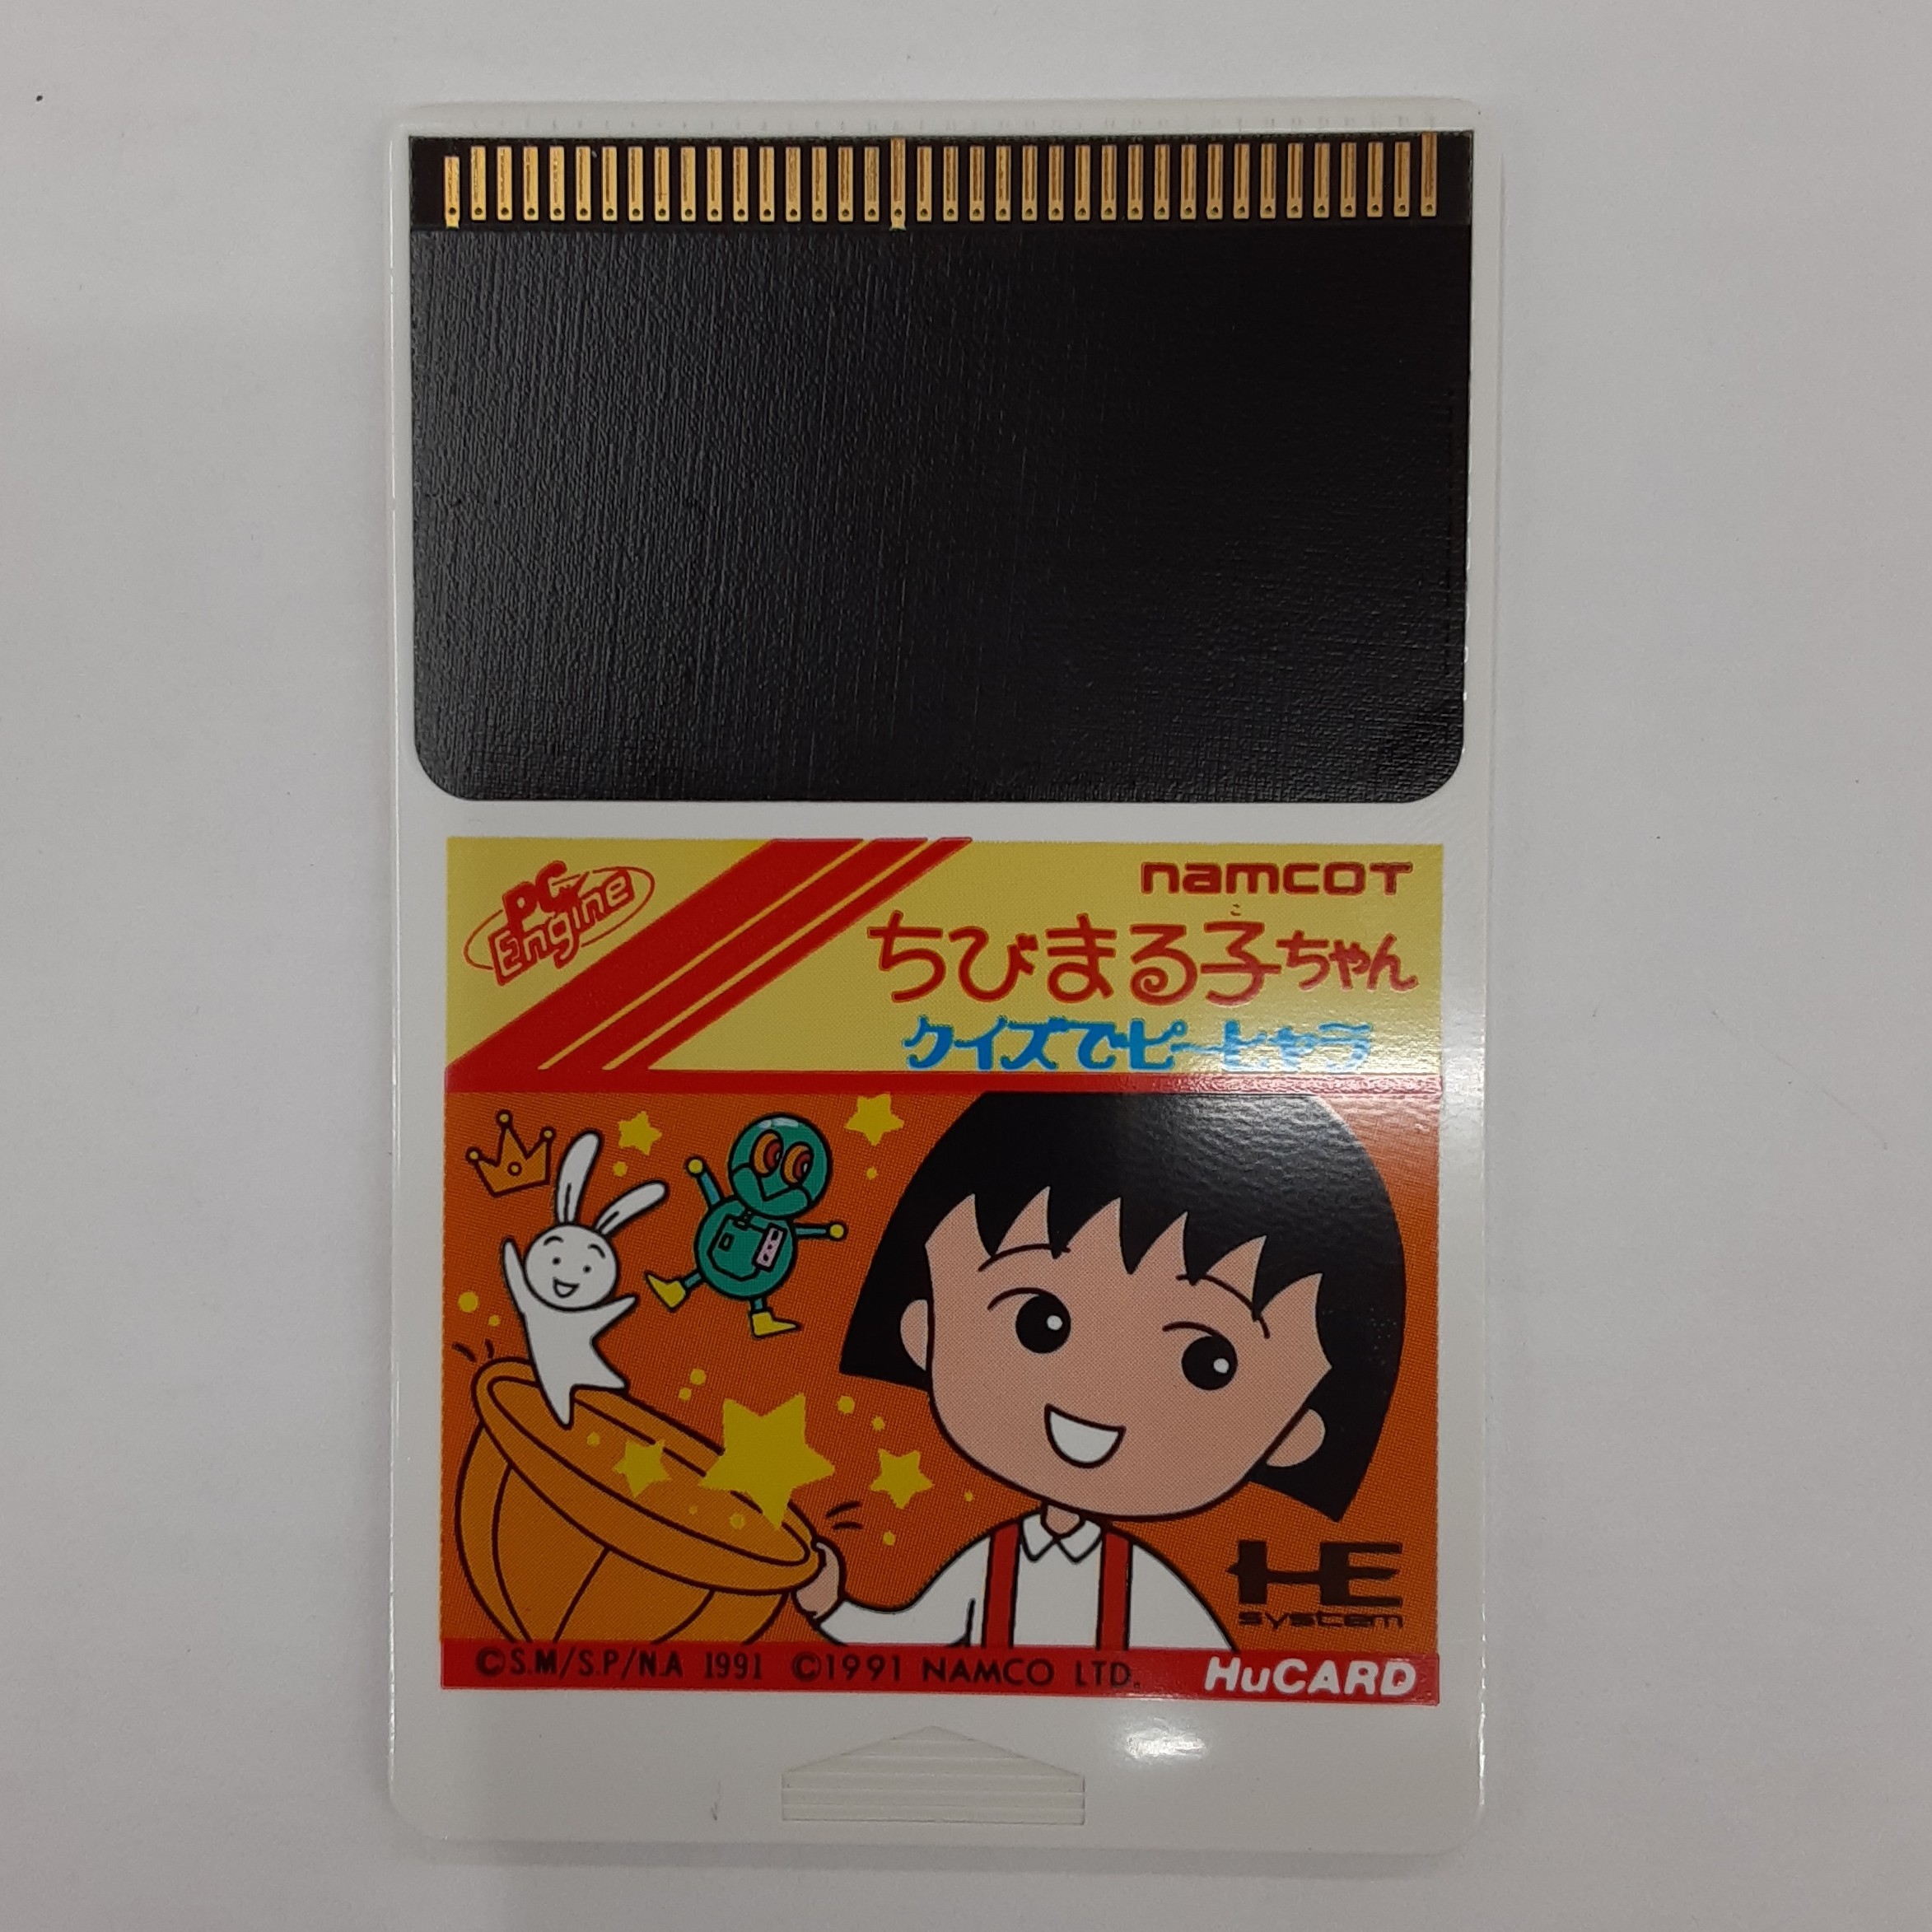 PC Engine
namcot
こ
ちびまる子ちゃん
クイズでピーヒャラ
HE
system
©S.M/S.P/N.A 1991 ©1991 NAMCO LTD.
HuCARD